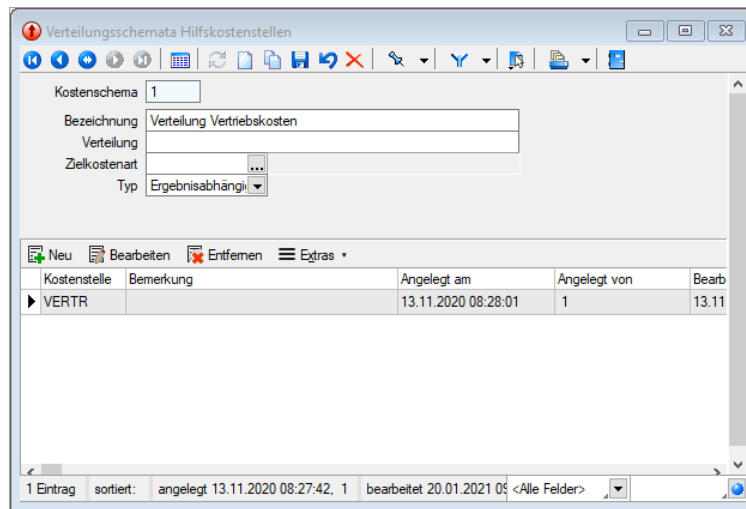 Verteilungsschemata Hilfskostenstellen
Kostenschema 1
Bezeichnung Verteilung Vertriebskosten
Verteilung
Zielkostenart ...
Typ Ergebnisabhängi
Neu Bearbeiten Entfernen Extras
Kostenstelle Bemerkung Angelegt am Angelegt von Bearb
VERTR 13.11.2020 08:28:01 1 13.11
1 Eintrag sortiert: angelegt 13.11.2020 08:27:42, 1 bearbeitet 20.01.2021 09 <Alle Felder>